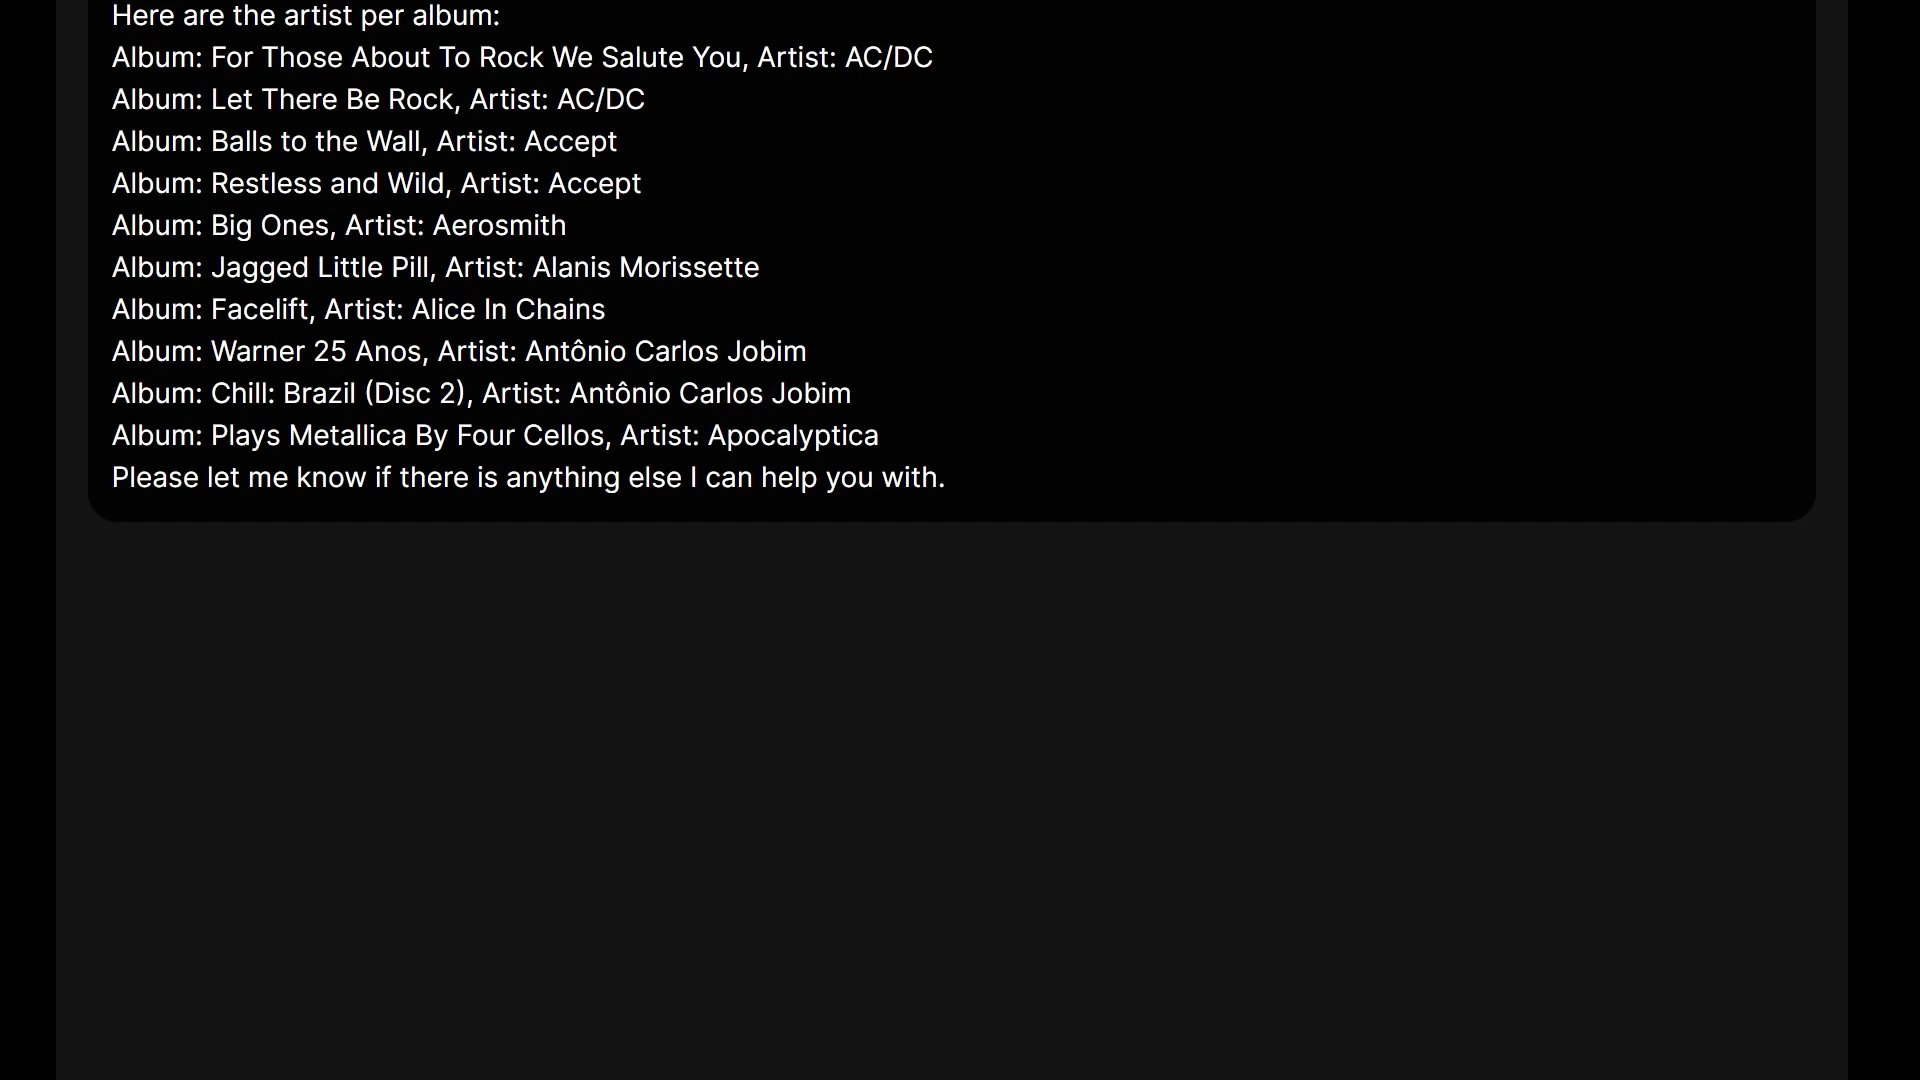 Here are the artist per album:
Album: For Those About To Rock We Salute You, Artist: AC/DC
Album: Let There Be Rock, Artist: AC/DC
Album: Balls to the Wall, Artist: Accept
Album: Restless and Wild, Artist: Accept
Album: Big Ones, Artist: Aerosmith
Album: Jagged Little Pill, Artist: Alanis Morissette
Album: Facelift, Artist: Alice In Chains
Album: Warner 25 Anos, Artist: Antônio Carlos Jobim
Album: Chill: Brazil (Disc 2), Artist: Antônio Carlos Jobim
Album: Plays Metallica By Four Cellos, Artist: Apocalyptica
Please let me know if there is anything else I can help you with.